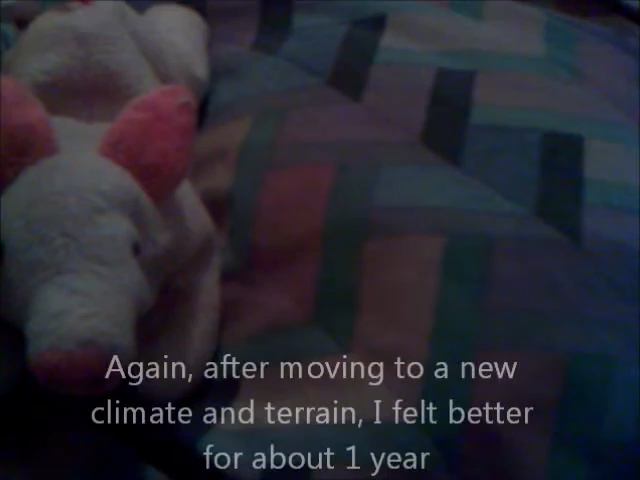 Again, after moving to a new
climate and terrain, I felt better
for about 1 year